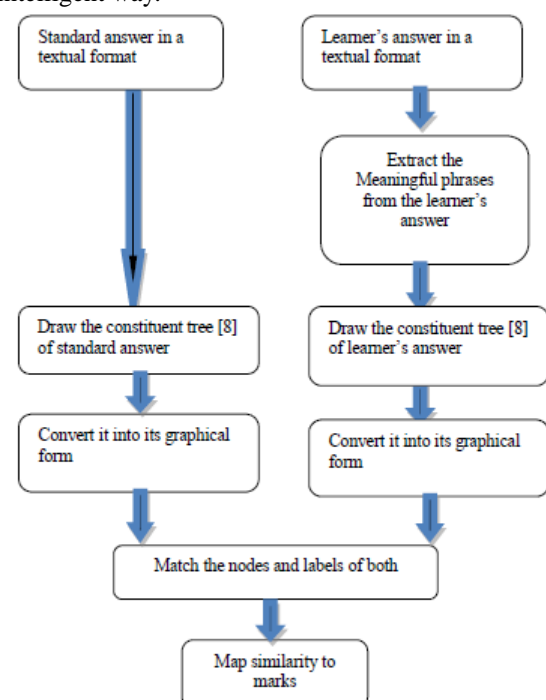 intelligent way.
Standard answer in a
textual format
Learner's answer in a
textual format
Extract the
Meaningful phrases
from the learner's
answer
Draw the constituent tree [8]
of standard answer
Draw the constituent tree [8]
of learner's answer
Convert it into its graphical
form
Convert it into its graphical
form
Match the nodes and labels of both
Map similarity to
marks